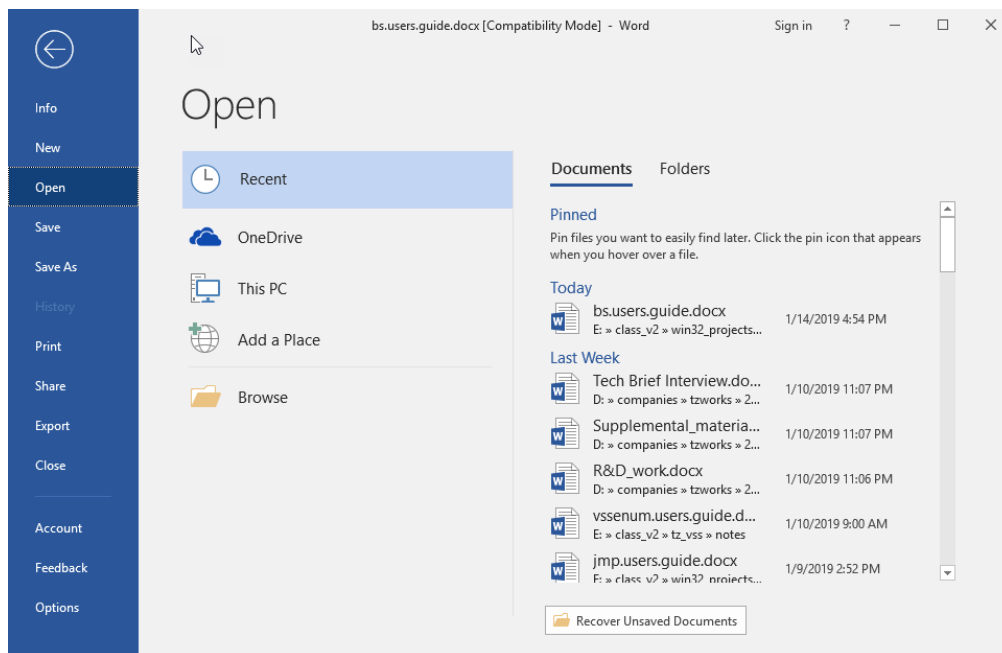 bs.users.guide.docx [Compatibility Mode] - Word
Sign in
?
Info
New
Open
Save
Save As
History
Print
Share
Export
Close
Account
Feedback
Options
Open
Recent
OneDrive
This PC
Add a Place
Browse
Documents Folders
Pinned
Pin files you want to easily find later. Click the pin icon that appears
when you hover over a file.
Today
bs.users.guide.docx
E: » class_v2 » win32_projects...
1/14/2019 4:54 PM
Last Week
Tech Brief Interview.do...
D: » companies » tzworks » 2...
1/10/2019 11:07 PM
Supplemental_materia...
D: » companies » tzworks » 2...
1/10/2019 11:07 PM
R&D_work.docx
D: » companies » tzworks » 2...
1/10/2019 11:06 PM
vssenum.users.guide.d...
E: » class_v2 » tz_vss » notes
1/10/2019 9:00 AM
jmp.users.guide.docx
E: » class_v2 » win32_projects...
1/9/2019 2:52 PM
Recover Unsaved Documents